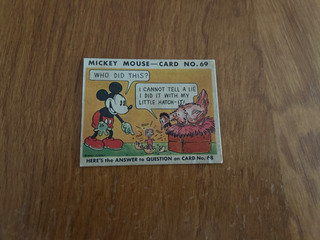 MICKEY MOUSE—CARD NO. 69
WHO DID THIS?
I CANNOT TELL A LIE
I DID IT WITH MY
LITTLE HATCH-IT!
HERE'S the ANSWER to QUESTION on CARD No.